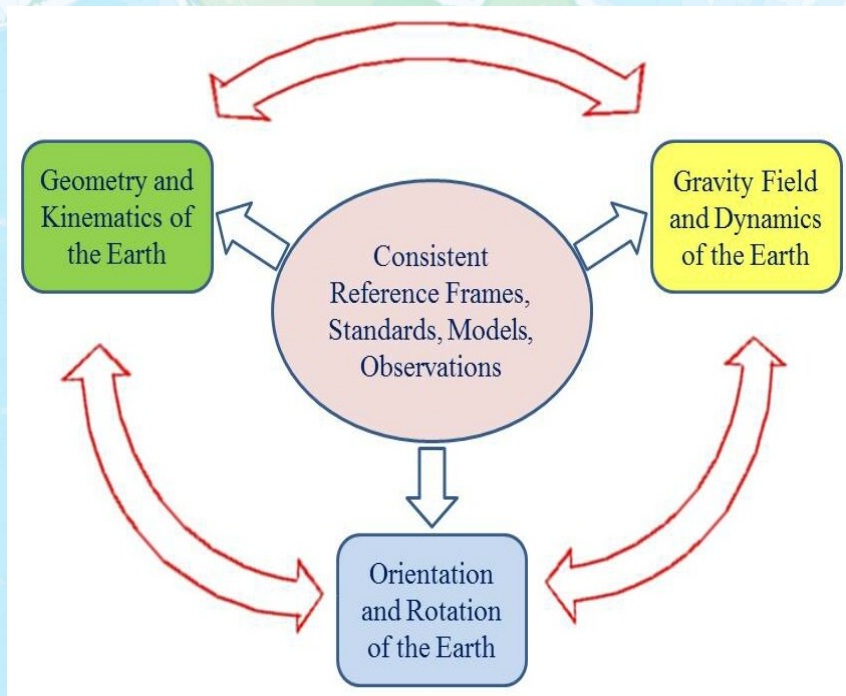 Geometry and
Kinematics of
the Earth
Gravity Field
and Dynamics
of the Earth
Consistent
Reference Frames,
Standards, Models,
Observations
Orientation
and Rotation
of the Earth